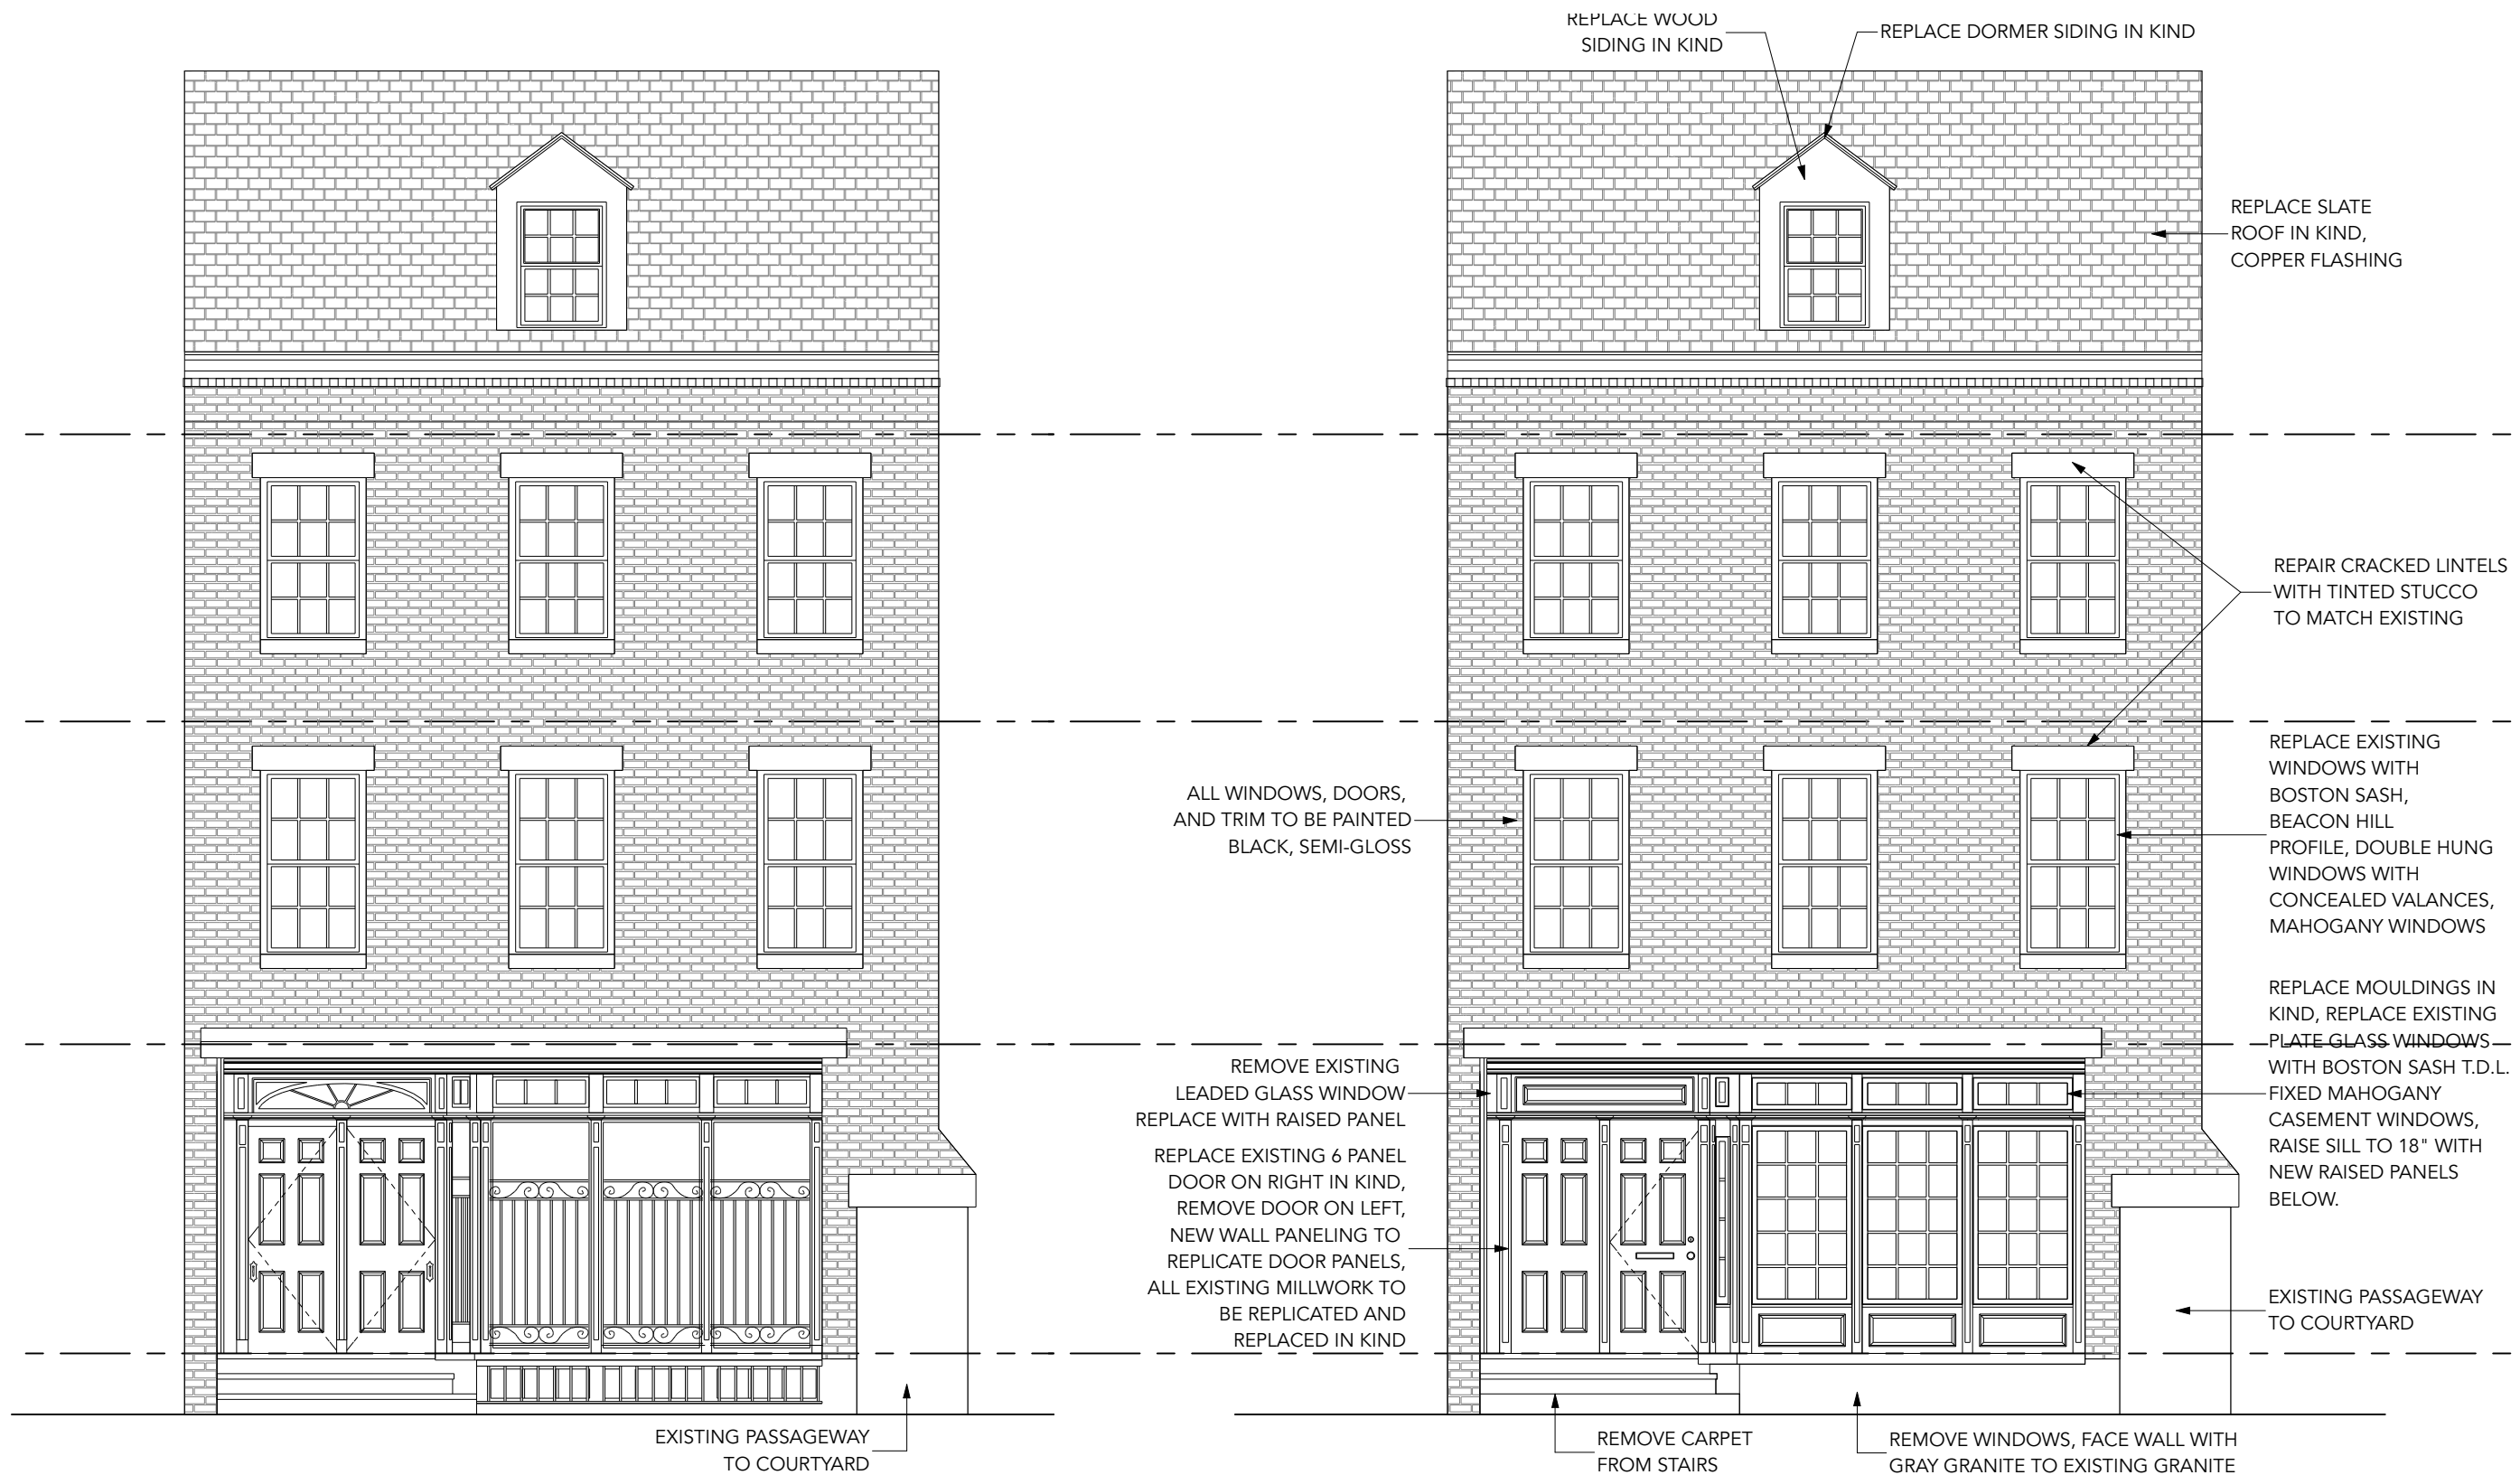 REPLACE WOOD
SIDING IN KIND
REPLACE DORMER SIDING IN KIND
REPLACE SLATE
ROOF IN KIND,
COPPER FLASHING
REPAIR CRACKED LINTELS
WITH TINTED STUCCO
TO MATCH EXISTING
ALL WINDOWS, DOORS,
AND TRIM TO BE PAINTED
BLACK, SEMI-GLOSS
REPLACE EXISTING
WINDOWS WITH
BOSTON SASH,
BEACON HILL
PROFILE, DOUBLE HUNG
WINDOWS WITH
CONCEALED VALANCES,
MAHOGANY WINDOWS
REPLACE MOULDINGS IN
KIND, REPLACE EXISTING
PLATE GLASS WINDOWS
WITH BOSTON SASH T.D.L.
FIXED MAHOGANY
CASEMENT WINDOWS,
RAISE SILL TO 18" WITH
NEW RAISED PANELS
BELOW.
REMOVE EXISTING
LEADED GLASS WINDOW
REPLACE WITH RAISED PANEL
REPLACE EXISTING 6 PANEL
DOOR ON RIGHT IN KIND,
REMOVE DOOR ON LEFT,
NEW WALL PANELING TO
REPLICATE DOOR PANELS,
ALL EXISTING MILLWORK TO
BE REPLICATED AND
REPLACED IN KIND
EXISTING PASSAGEWAY
TO COURTYARD
EXISTING PASSAGEWAY
TO COURTYARD
REMOVE CARPET
FROM STAIRS
REMOVE WINDOWS, FACE WALL WITH
GRAY GRANITE TO EXISTING GRANITE